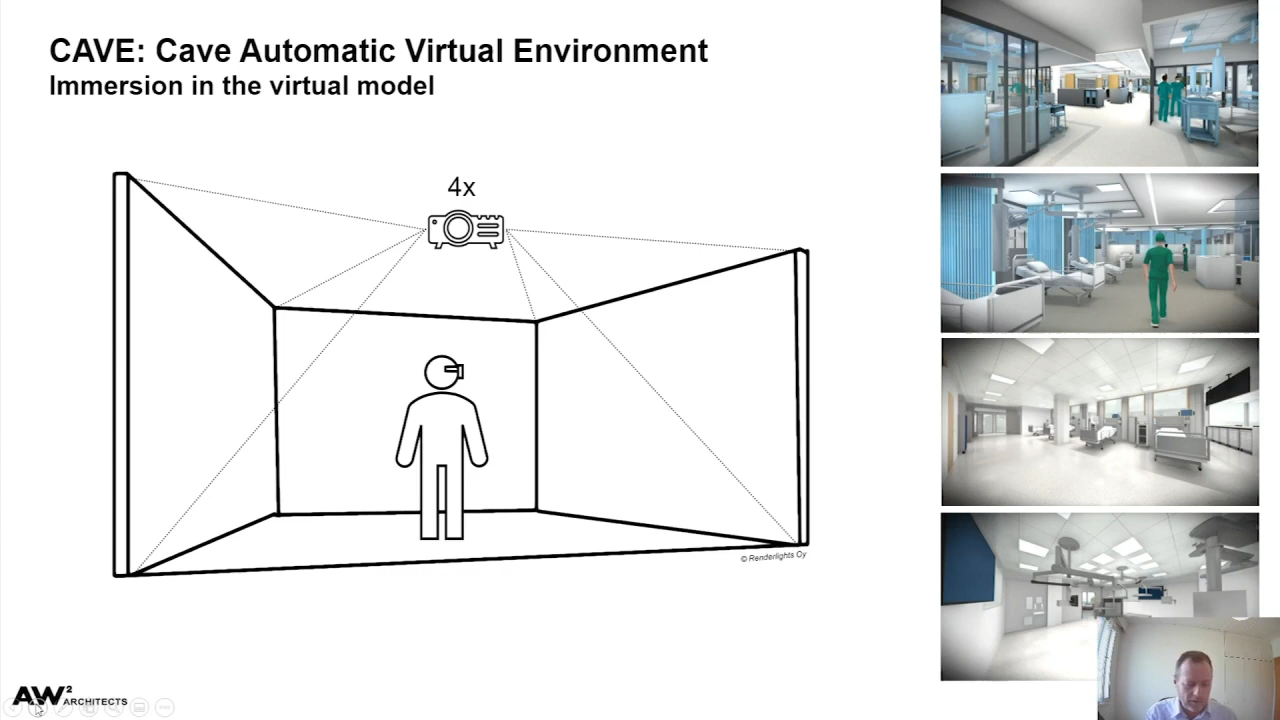 CAVE: Cave Automatic Virtual Environment
Immersion in the virtual model
4x
© Renderlights Oy
AW2 ARCHITECTS